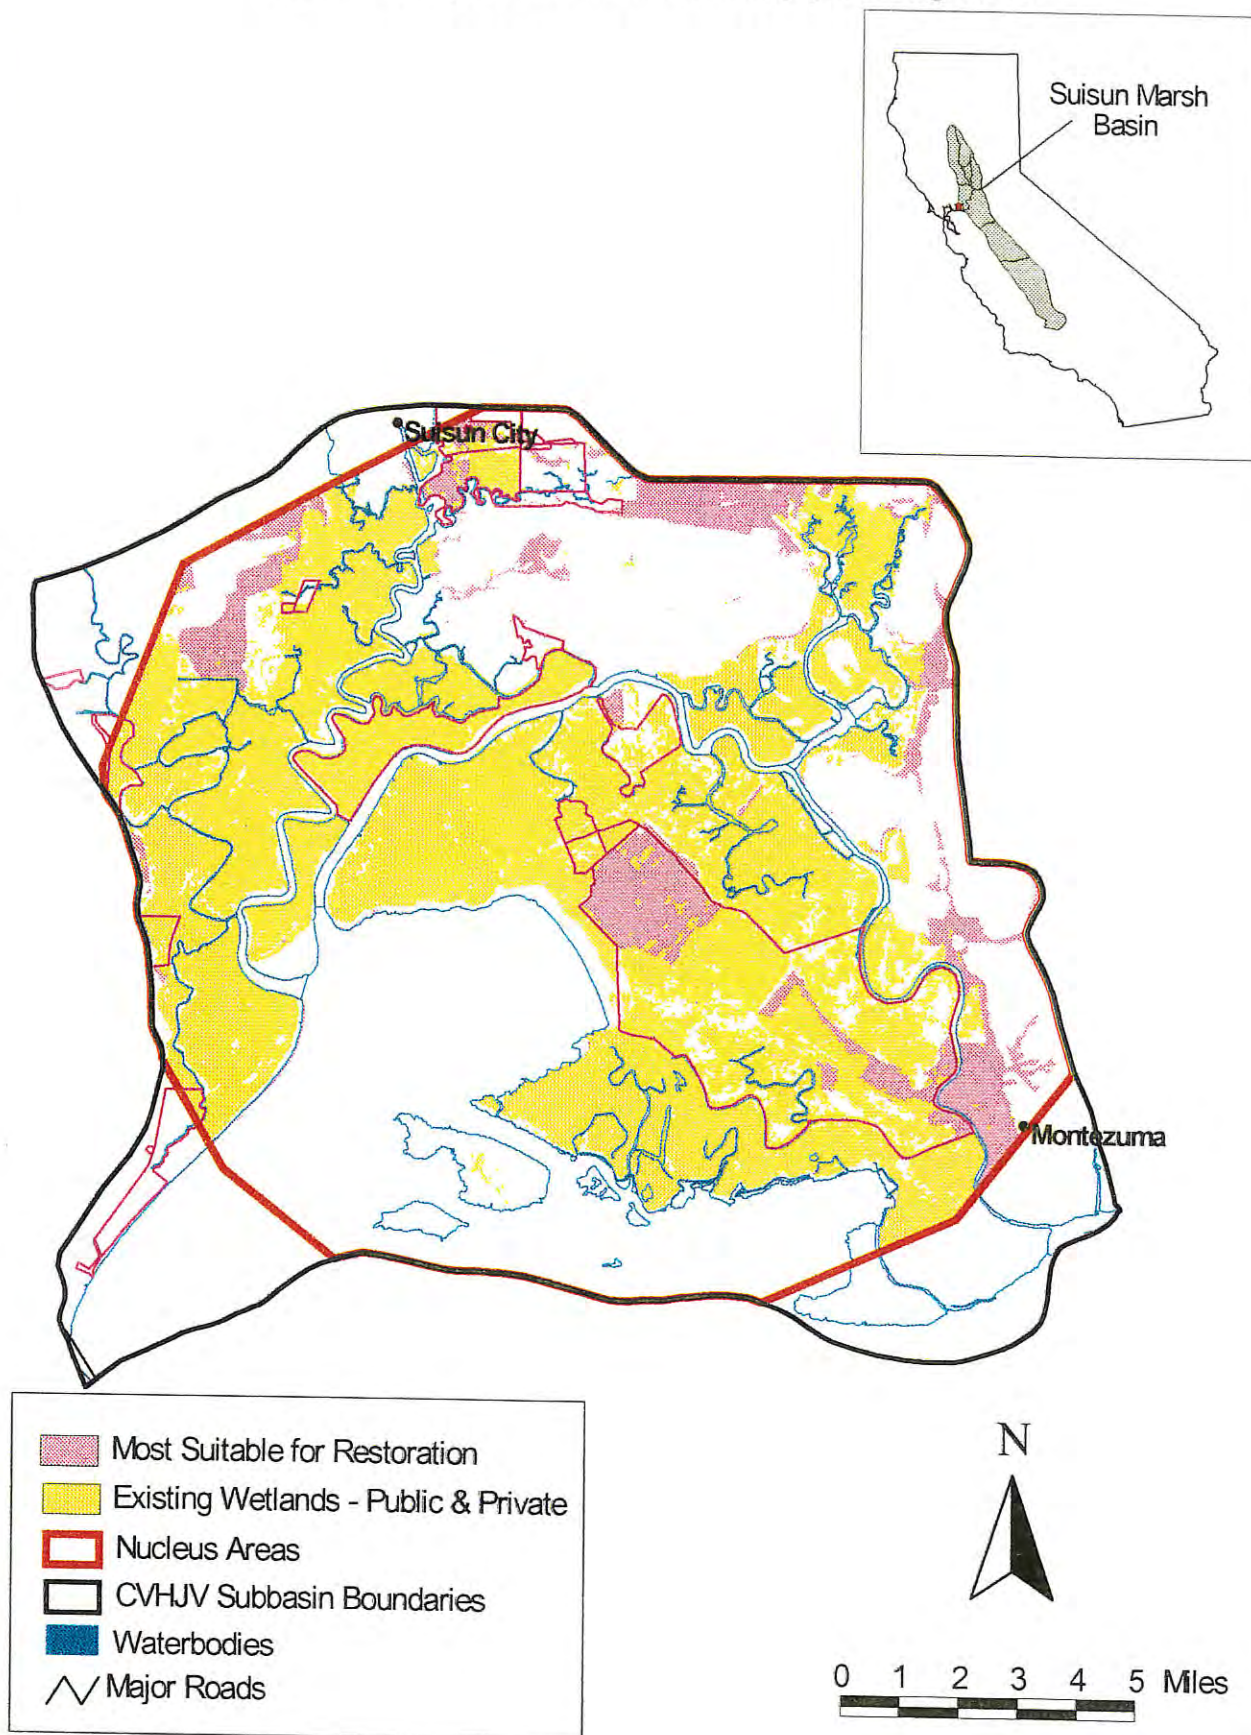 Suisun Marsh
Basin
Suisun City
Montezuma
Most Suitable for Restoration
Existing Wetlands - Public & Private
Nucleus Areas
CVHJV Subbasin Boundaries
Waterbodies
Major Roads
N
0 1 2 3 4 5 Miles